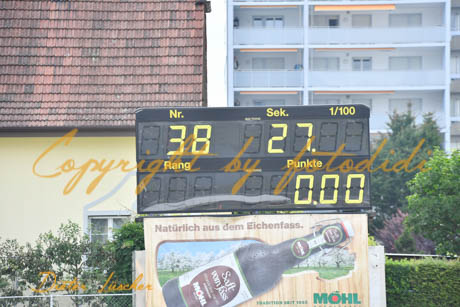 Nr. Sek. 1/100
38 27.
Rang Punkte
0.00
Natürlich aus dem Eichenfass.
Saft
vom Fass
MÖHL
TRADITION SEIT 1895
MÖHL
Copyright by fotodidi
Dieter Fischer